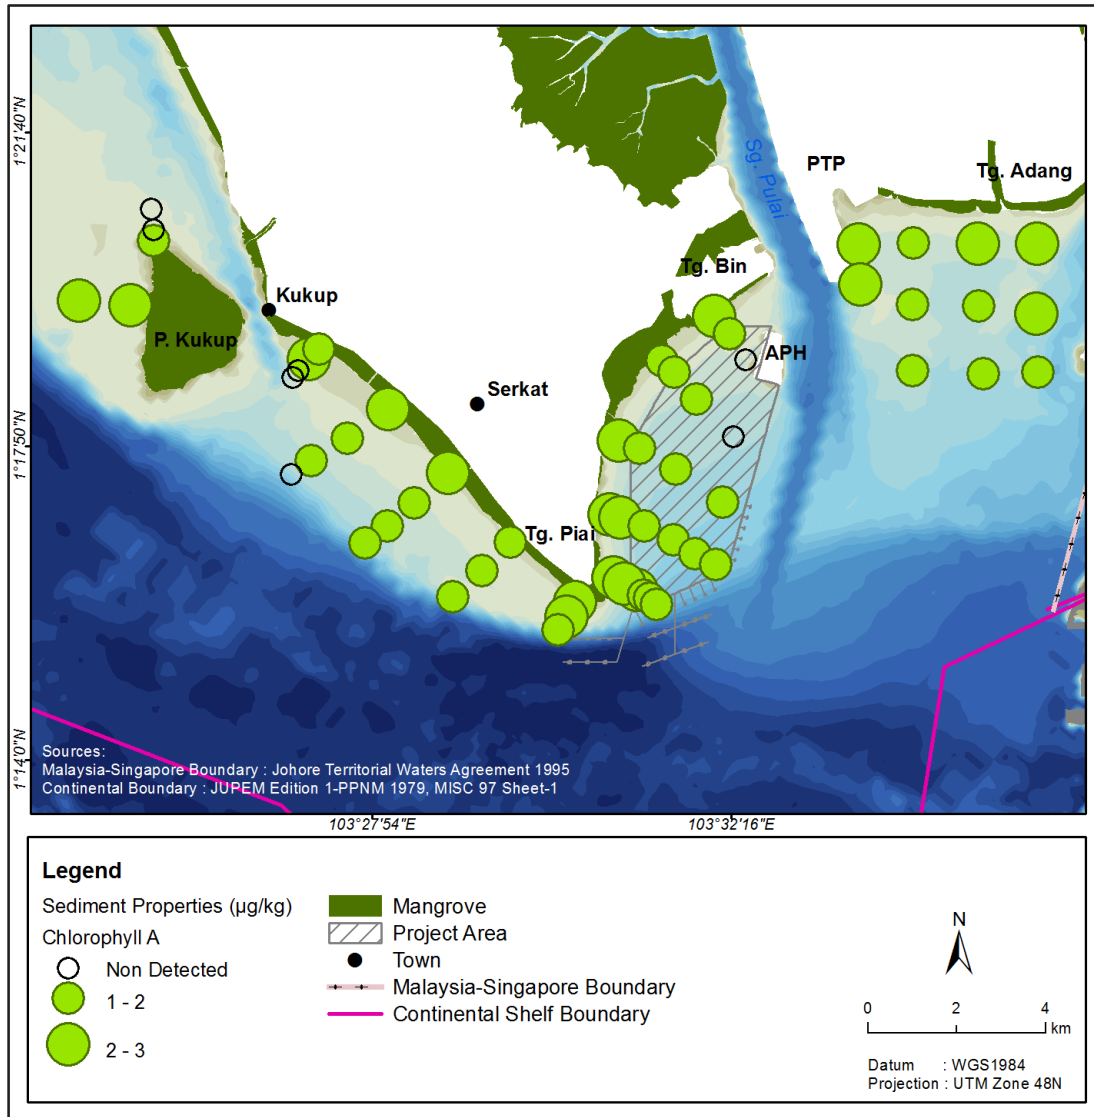 1°21'40"N
Sg. Pulai
PTP
Tg. Adang
Tg. Bin
Kukup
P. Kukup
APH
Serkat
1°17'50"N
Tg. Piai
1°14'0"N
Sources:
Malaysia-Singapore Boundary : Johore Territorial Waters Agreement 1995
Continental Boundary : JUPEM Edition 1-PPNM 1979, MISC 97 Sheet-1
103°27'54"E
103°32'16"E
Legend
Sediment Properties (µg/kg)
Chlorophyll A
Non Detected
1 - 2
2 - 3
Mangrove
Project Area
Town
Malaysia-Singapore Boundary
Continental Shelf Boundary
N
0 2 4
km
Datum : WGS1984
Projection : UTM Zone 48N